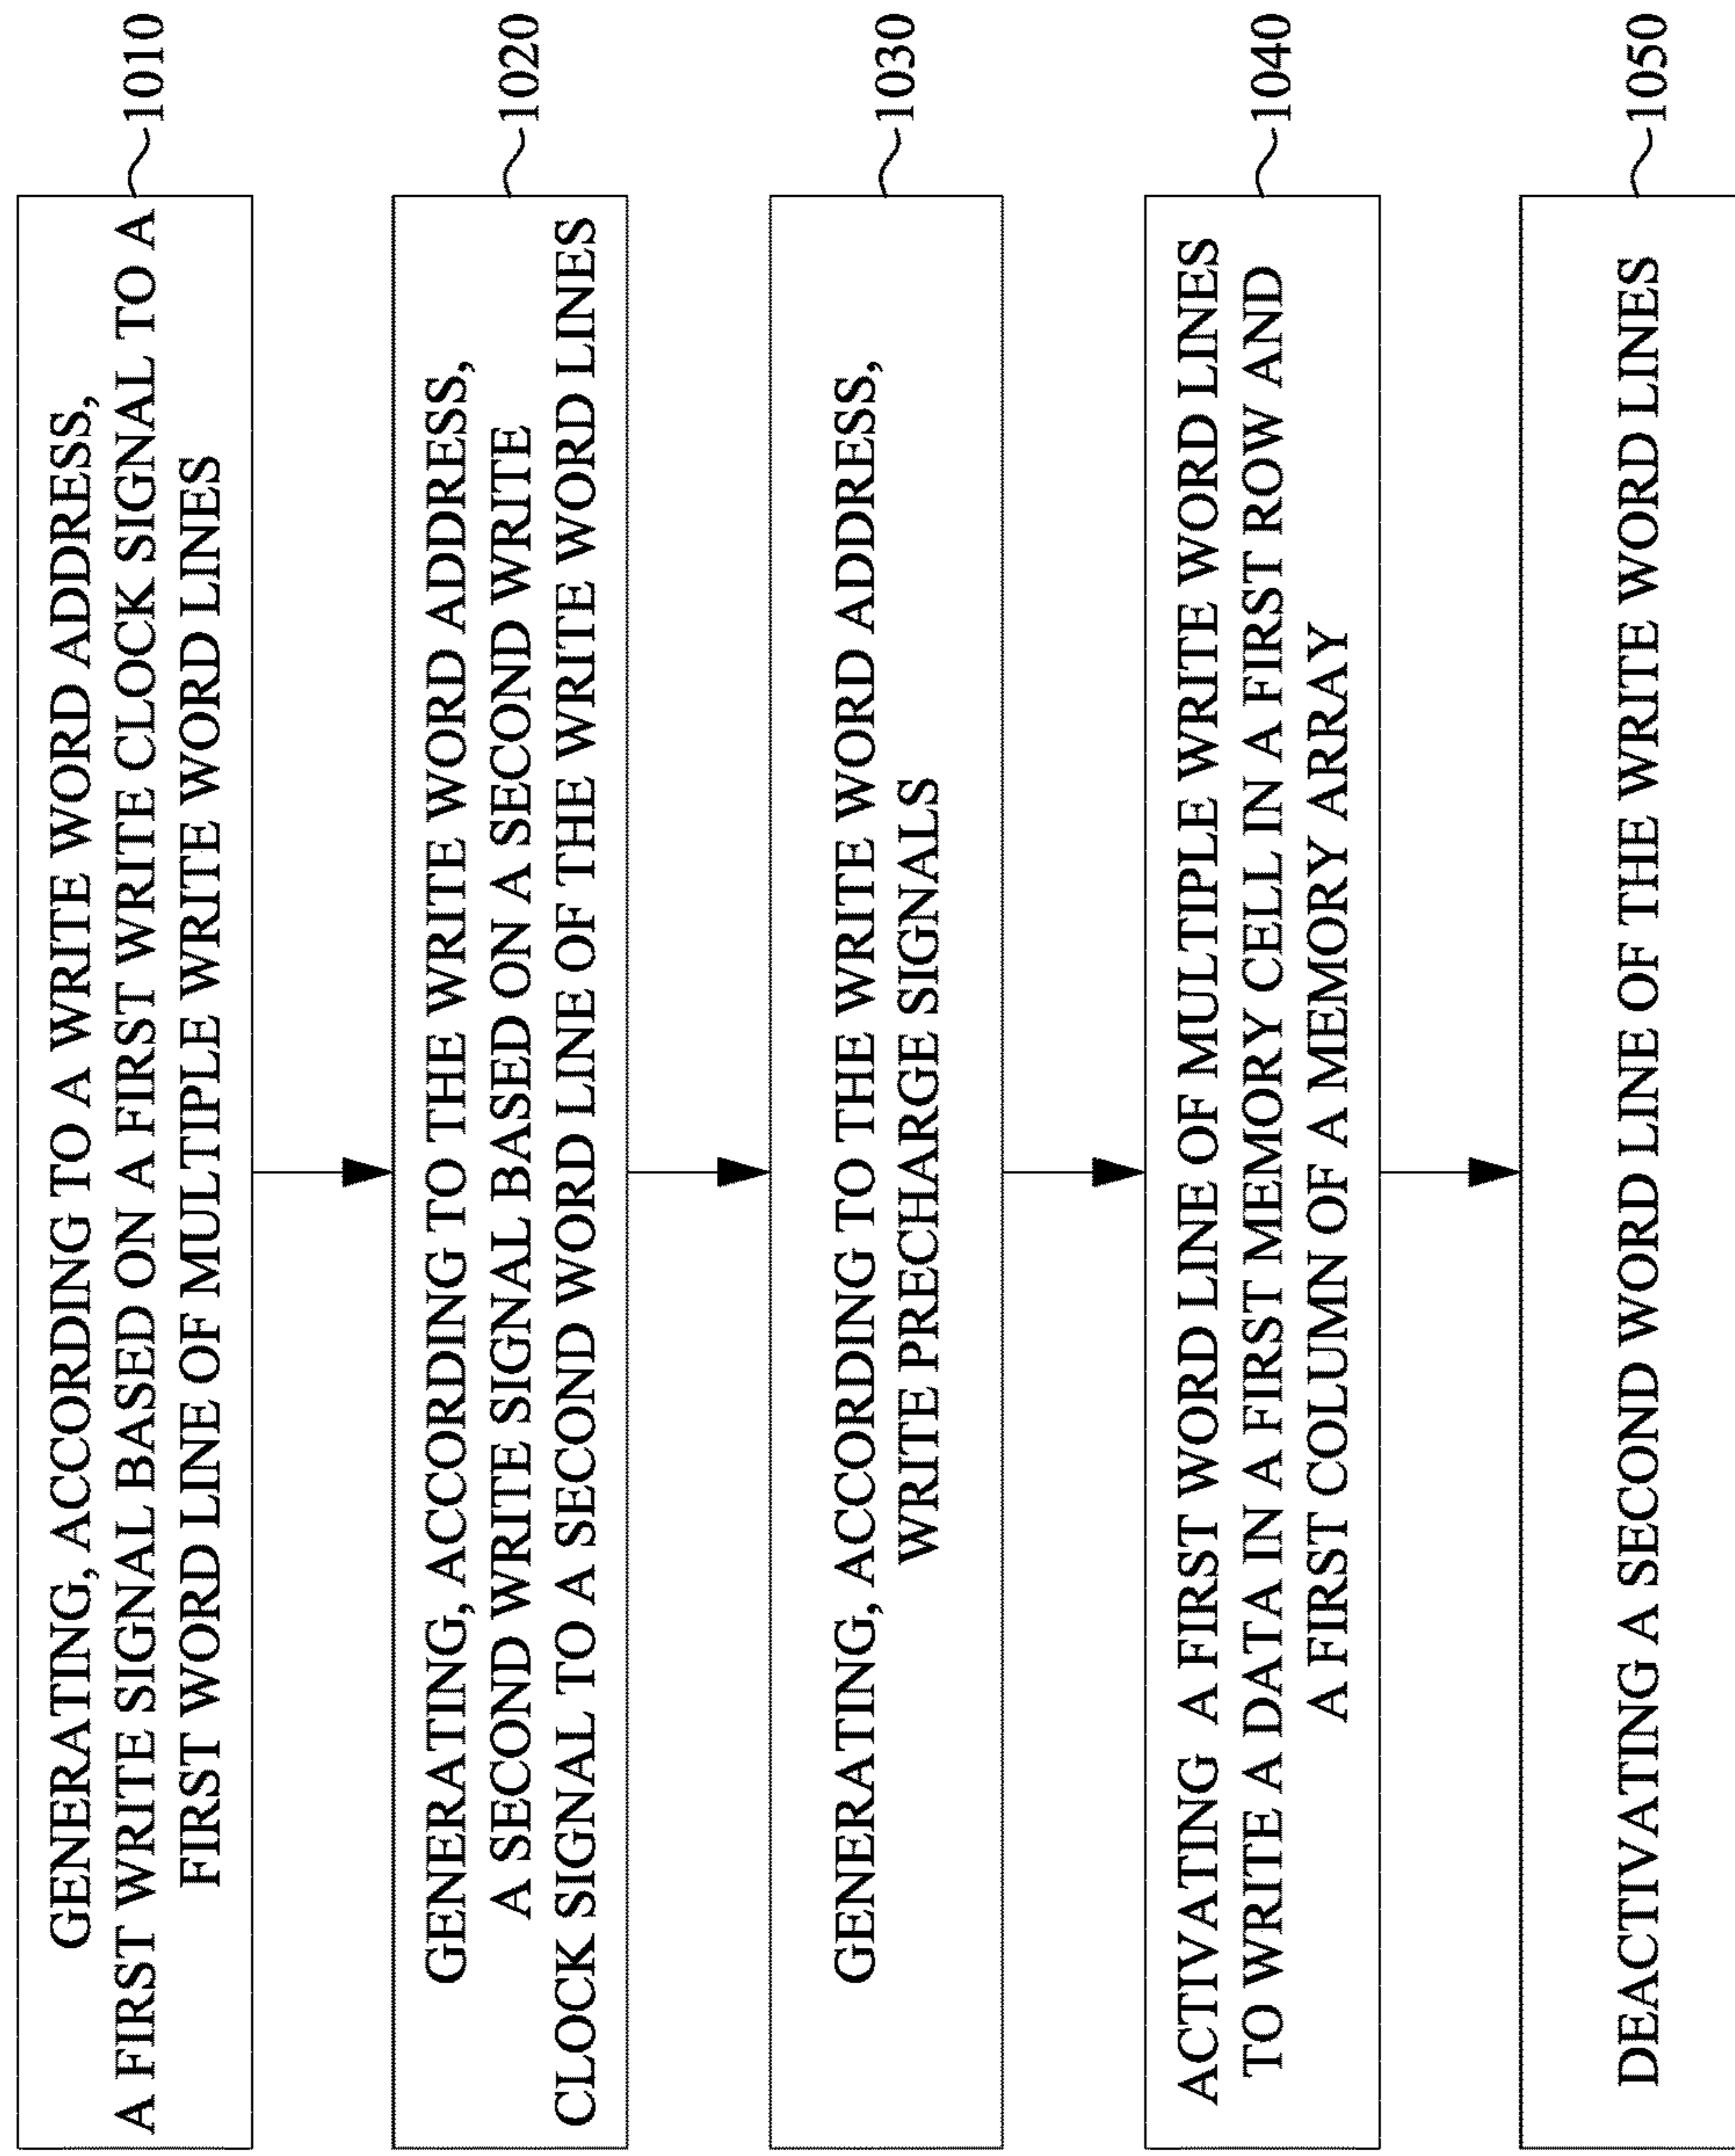 GENERATING, ACCORDING TO A WRITE WORD ADDRESS,
A FIRST WRITE SIGNAL BASED ON A FIRST WRITE CLOCK SIGNAL TO A
FIRST WORD LINE OF MULTIPLE WRITE WORD LINES
1010
GENERATING, ACCORDING TO THE WRITE WORD ADDRESS,
A SECOND WRITE SIGNAL BASED ON A SECOND WRITE
CLOCK SIGNAL TO A SECOND WORD LINE OF THE WRITE WORD LINES
1020
GENERATING, ACCORDING TO THE WRITE WORD ADDRESS,
WRITE PRECHARGE SIGNALS
1030
ACTIVATING A FIRST WORD LINE OF MULTIPLE WRITE WORD LINES
TO WRITE A DATA IN A FIRST MEMORY CELL IN A FIRST ROW AND
A FIRST COLUMN OF A MEMORY ARRAY
1040
DEACTIVATING A SECOND WORD LINE OF THE WRITE WORD LINES
1050